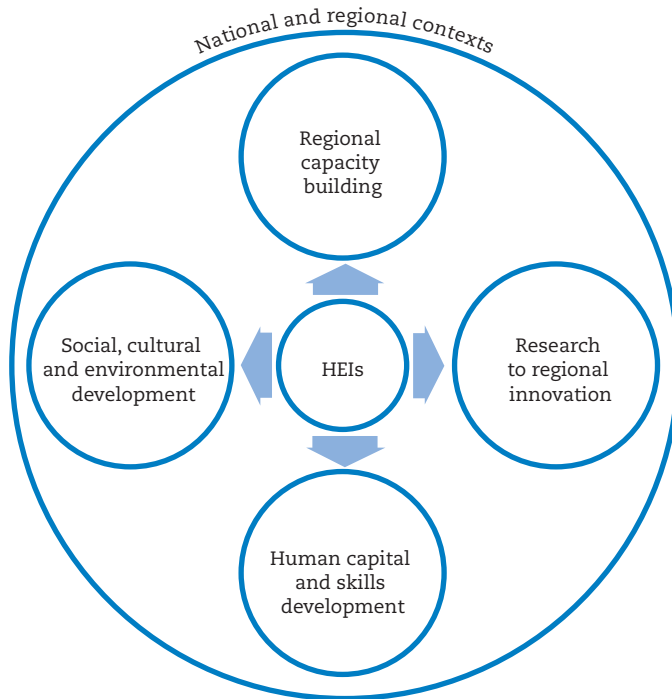 National and regional contexts
Regional
capacity
building
Social, cultural
and environmental
development
HEIs
Research
to regional
innovation
Human capital
and skills
development